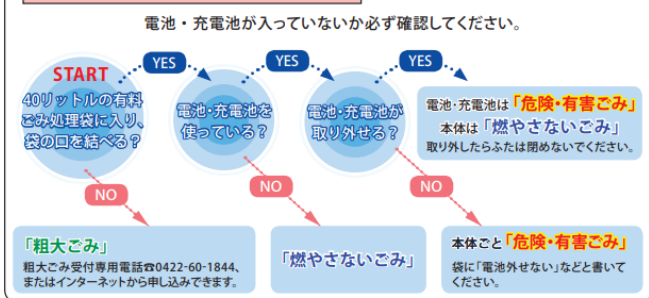 電池・充電池が入っていないか必ず確認してください。
START
40リットルの有料
ごみ処理袋に入り、
袋の口を結べる？
YES
電池・充電池を
使っている？
YES
電池・充電池が
取り外せる？
YES
電池・充電池は「危険・有害ごみ」
本体は「燃やさないごみ」
取り外したらふたは閉めないでください。
NO
NO
NO
「粗大ごみ」
粗大ごみ受付専用電話☎0422-60-1844、
またはインターネットから申し込みできます。
「燃やさないごみ」
本体ごと「危険・有害ごみ」
袋に「電池外せない」などと書いて
ください。